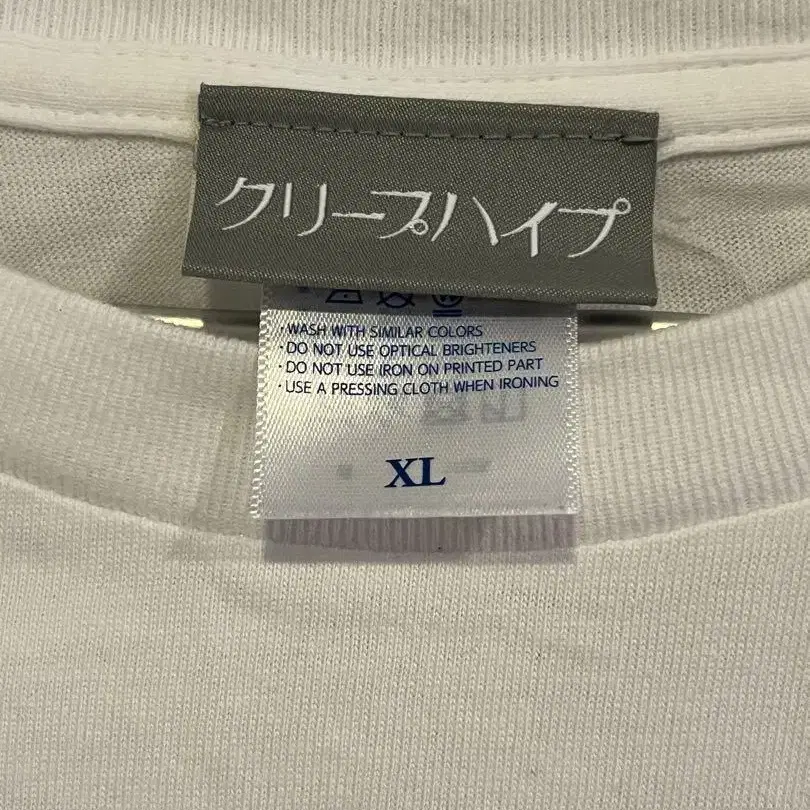 クリープハイプ
・WASH WITH SIMILAR COLORS
・DO NOT USE OPTICAL BRIGHTENERS
・DO NOT USE IRON ON PRINTED PART
・USE A PRESSING CLOTH WHEN IRONING
XL